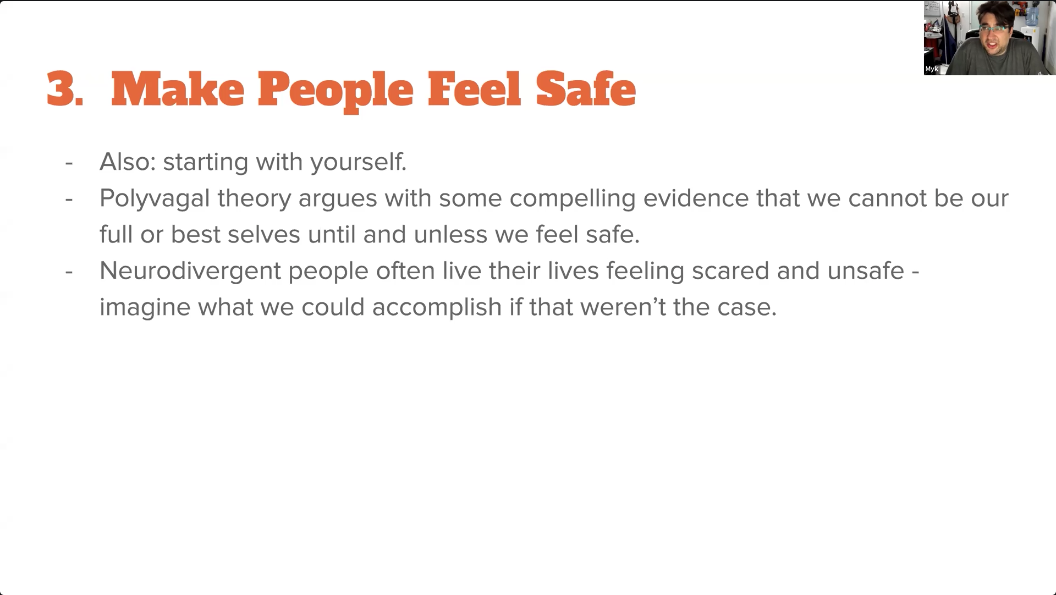 3. Make People Feel Safe
- Also: starting with yourself.
- Polyvagal theory argues with some compelling evidence that we cannot be our
full or best selves until and unless we feel safe.
- Neurodivergent people often live their lives feeling scared and unsafe -
imagine what we could accomplish if that weren’t the case.